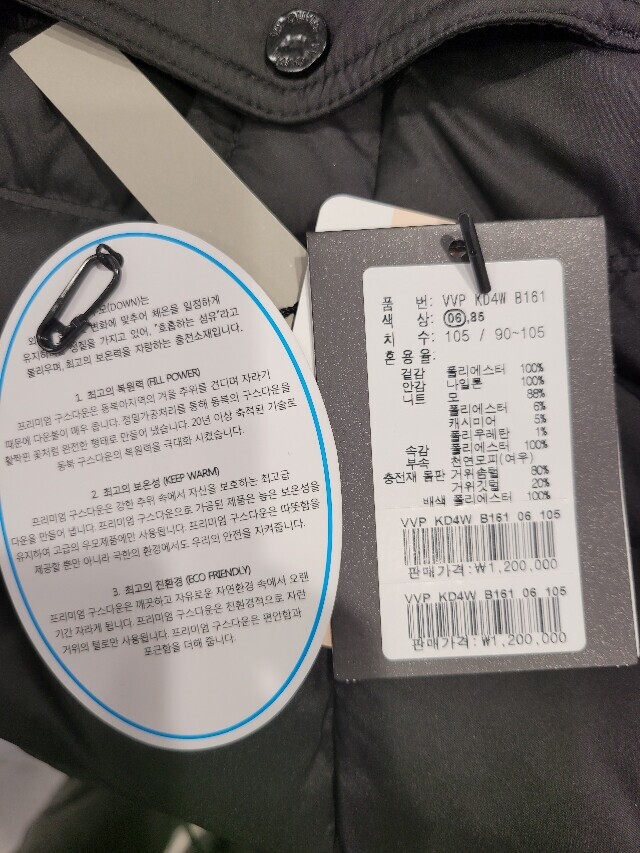 모(DOWN)는
변화에 맞추어 체온을 일정하게
유지하 성질을 가지고 있어, "호흡하는 섬유"라고
불리우며, 최고의 보온력을 자랑하는 충전소재입니다.
1. 최고의 복원력 (FILL POWER)
프리미엄 구스다운은 동북아지역의 겨울 추위를 견디며 자라기
때문에 다운볼이 매우 큽니다. 정밀가공처리를 통해 동북의 구스다운을
활짝핀 꽃처럼 완전한 형태로 만들어 냈습니다. 20년 이상 축적된 기술로
동북 구스다운의 복원력을 극대화 시켰습니다.
2. 최고의 보온성 (KEEP WARM)
프리미엄 구스다운은 강한 추위 속에서 자신을 보호하는 최고급
다운을 만들어 냅니다. 프리미엄 구스다운으로 가공된 제품은 높은 보온성을
유지하며 고급의 우모제품에만 사용됩니다. 프리미엄 구스다운은 따뜻함을
제공할 뿐만 아니라 극한의 환경에서도 우리의 안전을 지켜줍니다.
3. 최고의 친환경 (ECO FRIENDLY)
프리미엄 구스다운은 깨끗하고 자유로운 자연환경 속에서 오랜
기간 자라게 됩니다. 프리미엄 구스다운은 친환경적으로 자란
거위의 털로만 사용됩니다. 프리미엄 구스다운은 편안함과
포근함을 더해 줍니다.
품 번: VVP KD4W B161
색 상: 06,85
치 수: 105 / 90~105
혼 용 율:
겉감 폴리에스터 100%
안감 나일론 100%
니트 모 88%
폴리에스터 6%
캐시미어 5%
폴리우레탄 1%
속감 폴리에스터 100%
부속 천연모피(여우)
충전재 몸판 거위솜털 80%
거위깃털 20%
배색 폴리에스터 100%
VVP KD4W B161 06 105
판매가격:₩1,200,000
VVP KD4W B161 06 105
판매가격:₩1,200,000